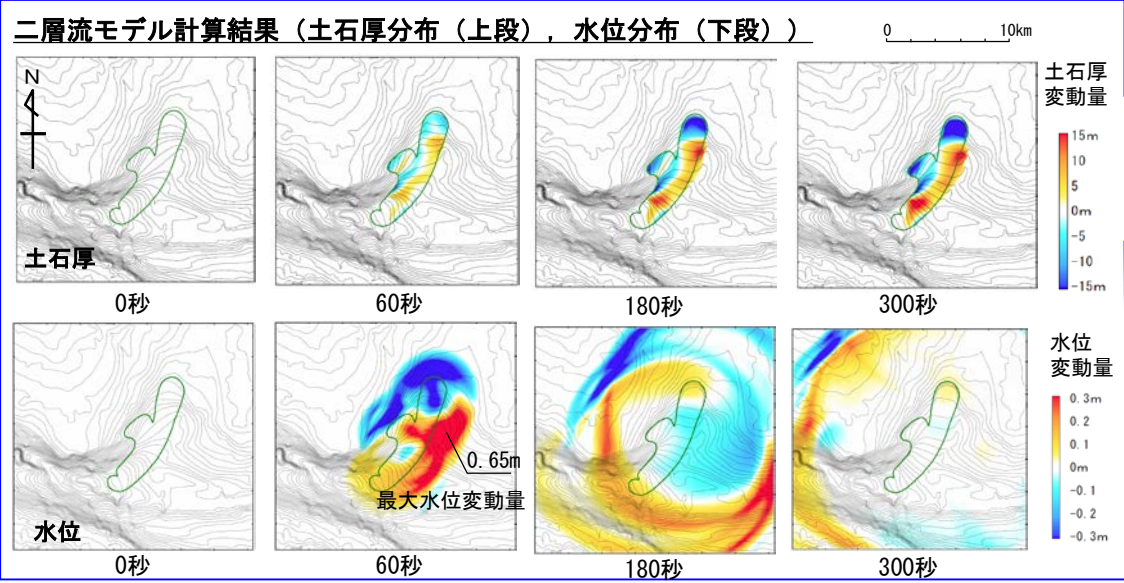 二層流モデル計算結果（土石厚分布（上段），水位分布（下段））
0 10km
N
土石厚
0秒
60秒
180秒
300秒
土石厚
変動量
15m
10
5
0m
-5
-10
-15m
水位
0秒
0.65m
最大水位変動量
60秒
180秒
300秒
水位
変動量
0.3m
0.2
0.1
0m
-0.1
-0.2
-0.3m